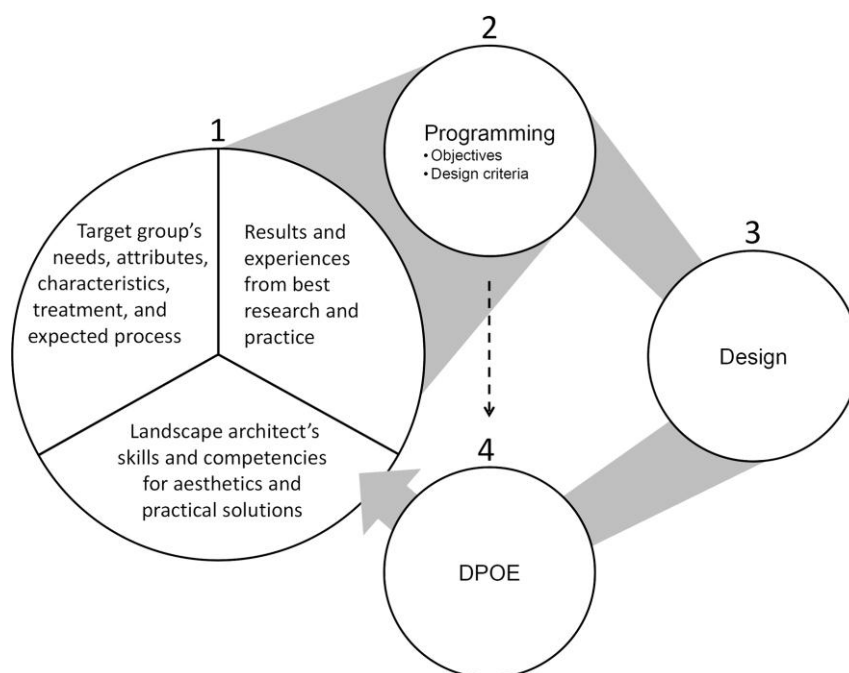 1
Target group's
needs, attributes,
characteristics,
treatment, and
expected process
Results and
experiences
from best
research and
practice
Landscape architect's
skills and competencies
for aesthetics and
practical solutions
2
Programming
• Objectives
• Design criteria
3
Design
4
DPOE